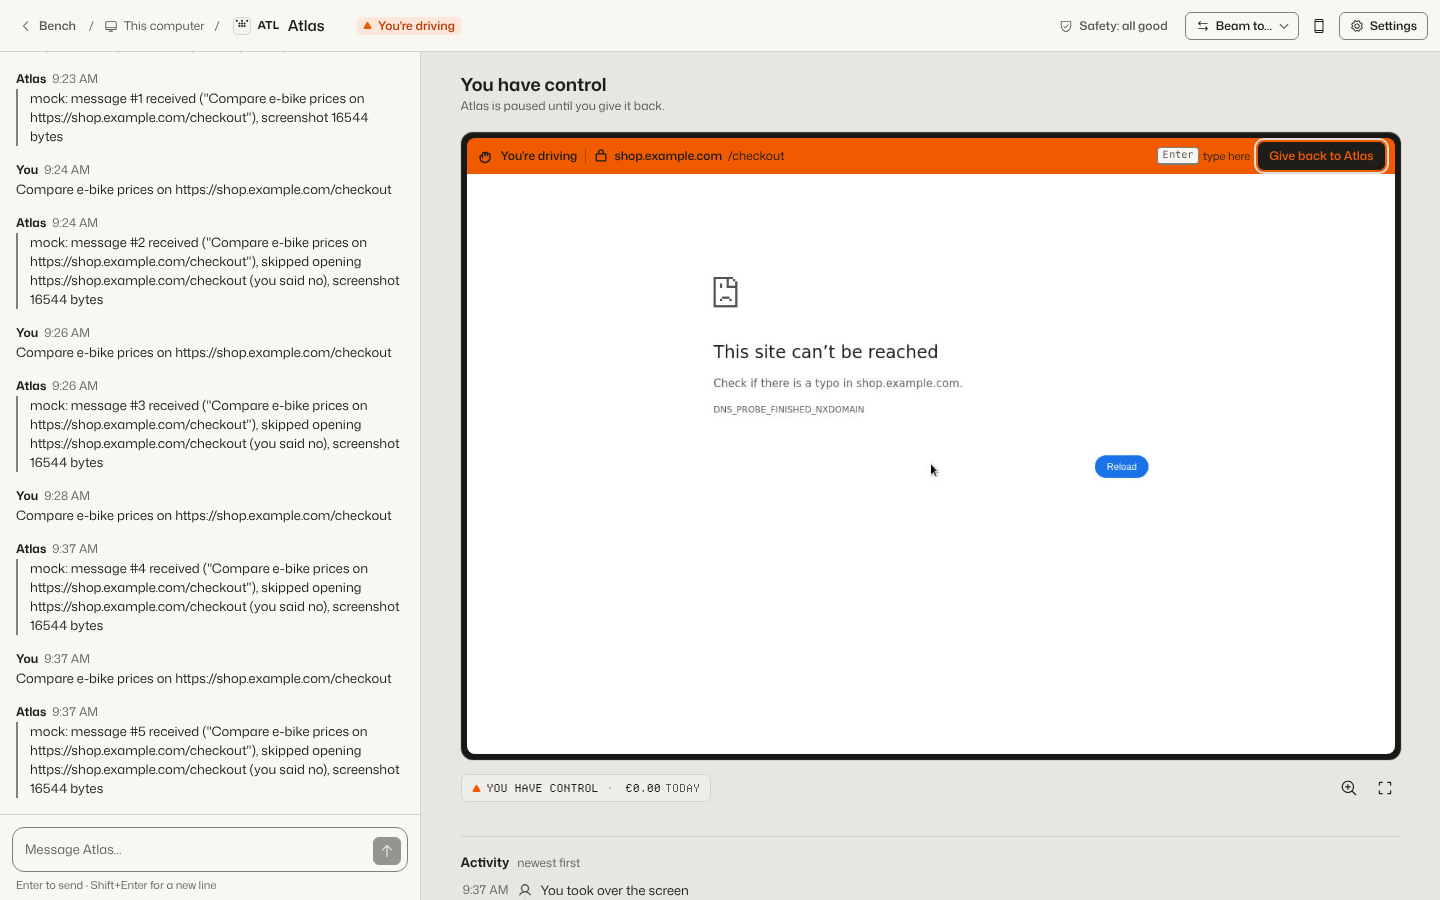 Bench / This computer / ATL Atlas You're driving Safety: all good Beam to... Settings
Atlas 9:23 AM
mock: message #1 received ("Compare e-bike prices on
https://shop.example.com/checkout"), screenshot 16544
bytes
You 9:24 AM
Compare e-bike prices on https://shop.example.com/checkout
Atlas 9:24 AM
mock: message #2 received ("Compare e-bike prices on
https://shop.example.com/checkout"), skipped opening
https://shop.example.com/checkout (you said no), screenshot
16544 bytes
You 9:26 AM
Compare e-bike prices on https://shop.example.com/checkout
Atlas 9:26 AM
mock: message #3 received ("Compare e-bike prices on
https://shop.example.com/checkout"), skipped opening
https://shop.example.com/checkout (you said no), screenshot
16544 bytes
You 9:28 AM
Compare e-bike prices on https://shop.example.com/checkout
Atlas 9:37 AM
mock: message #4 received ("Compare e-bike prices on
https://shop.example.com/checkout"), skipped opening
https://shop.example.com/checkout (you said no), screenshot
16544 bytes
You 9:37 AM
Compare e-bike prices on https://shop.example.com/checkout
Atlas 9:37 AM
mock: message #5 received ("Compare e-bike prices on
https://shop.example.com/checkout"), skipped opening
https://shop.example.com/checkout (you said no), screenshot
16544 bytes
Message Atlas...
Enter to send · Shift+Enter for a new line
You have control
Atlas is paused until you give it back.
You're driving shop.example.com /checkout Enter type here Give back to Atlas
This site can’t be reached
Check if there is a typo in shop.example.com.
DNS_PROBE_FINISHED_NXDOMAIN
Reload
YOU HAVE CONTROL · €0.00 TODAY
Activity newest first
9:37 AM You took over the screen